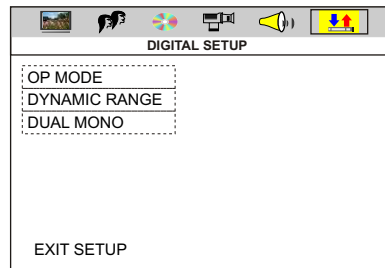 DIGITAL SETUP
OP MODE
DYNAMIC RANGE
DUAL MONO
EXIT SETUP